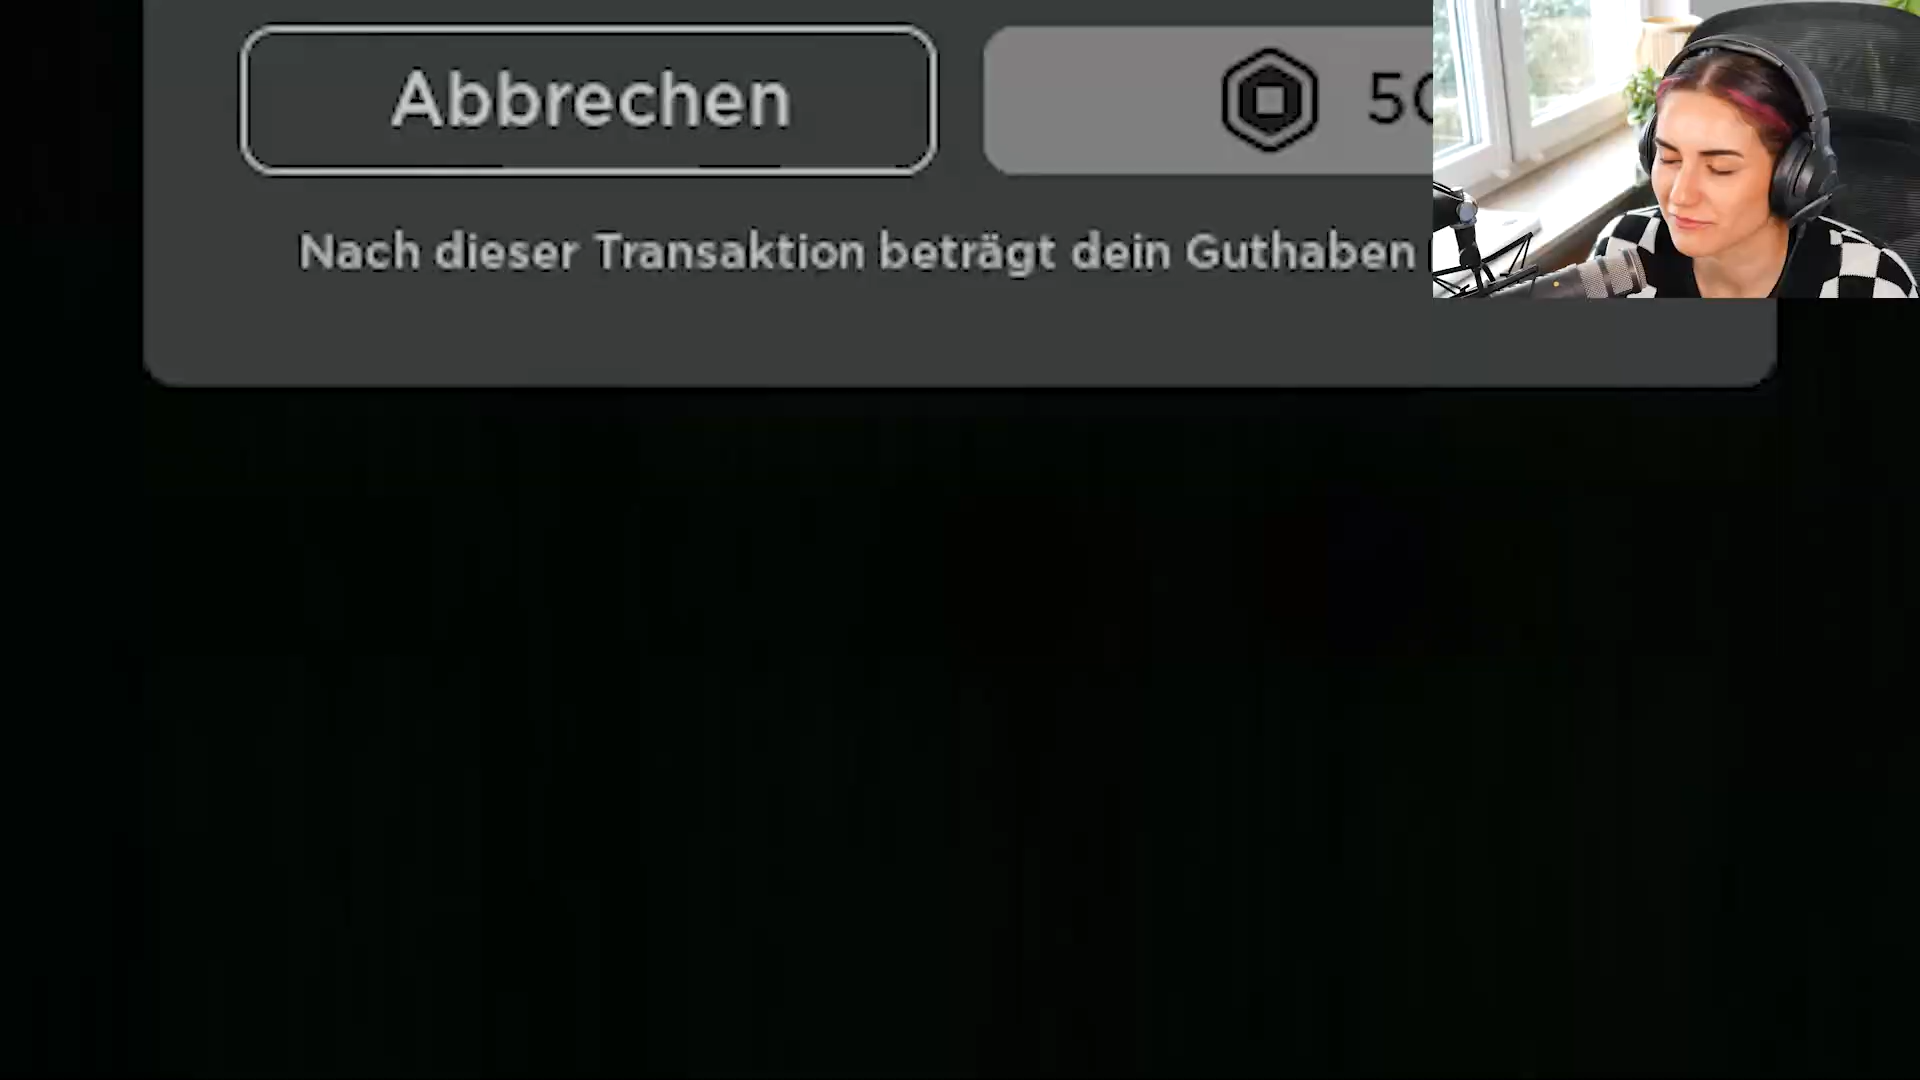 Abbrechen
Nach dieser Transaktion beträgt dein Guthaben